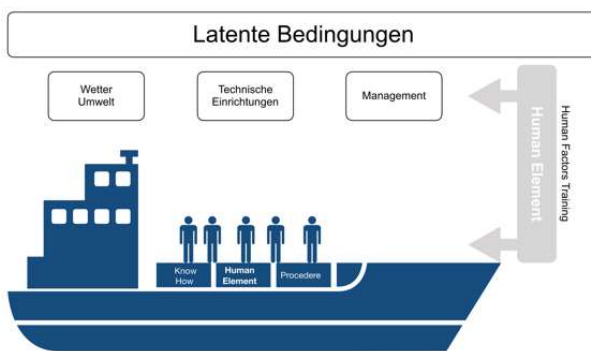 Latente Bedingungen
Wetter
Umwelt
Technische
Einrichtungen
Management
Human Element
Human Factors Training
Know
How
Human
Element
Procedere